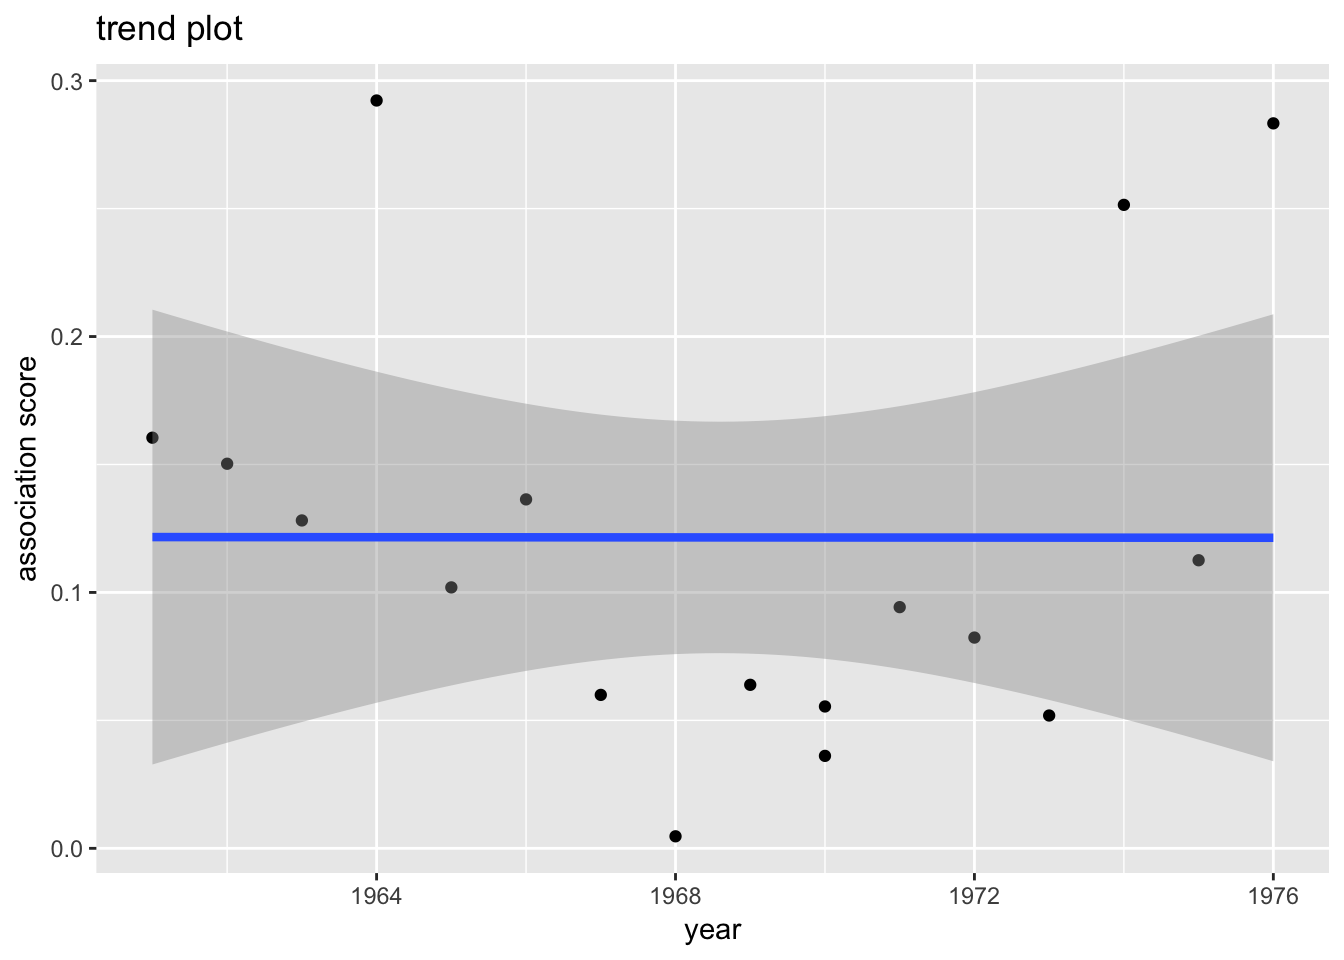 trend plot
0.3
0.2
0.1
0.0
association score
1964 1968 1972 1976
year